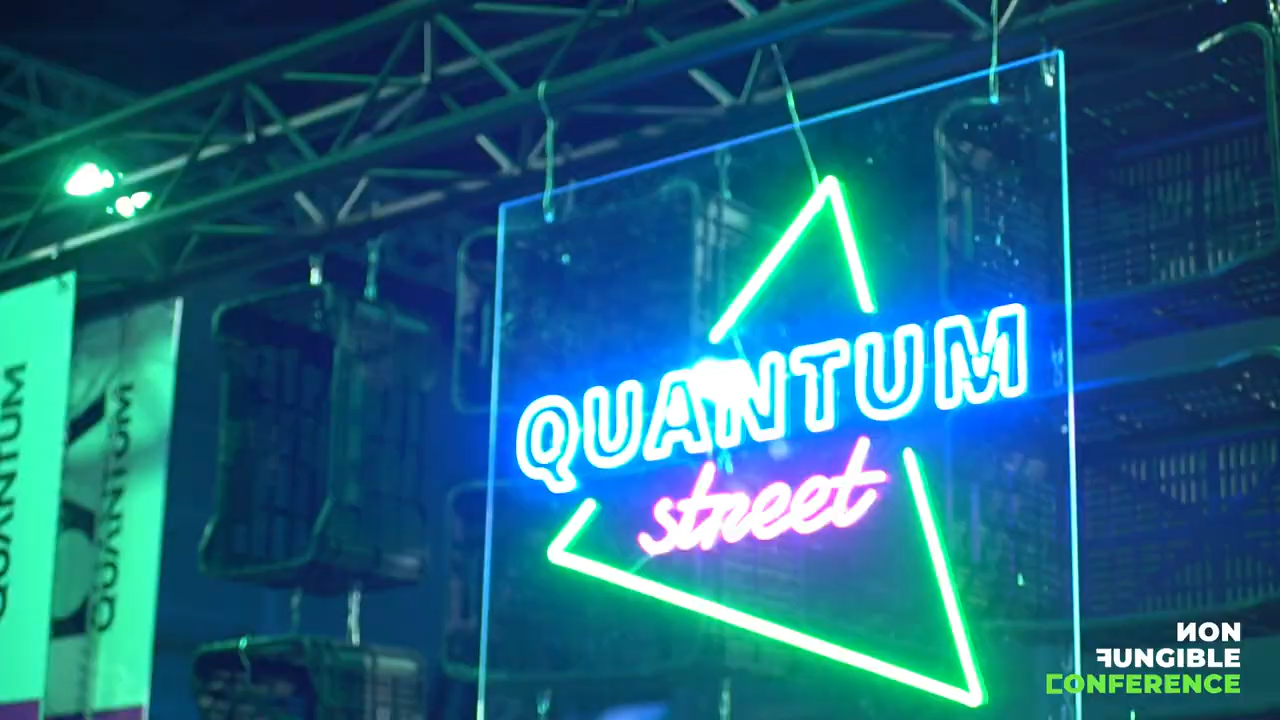 QUANTUM
street
QUANTUM
QUANTUM
NON
FUNGIBLE
CONFERENCE